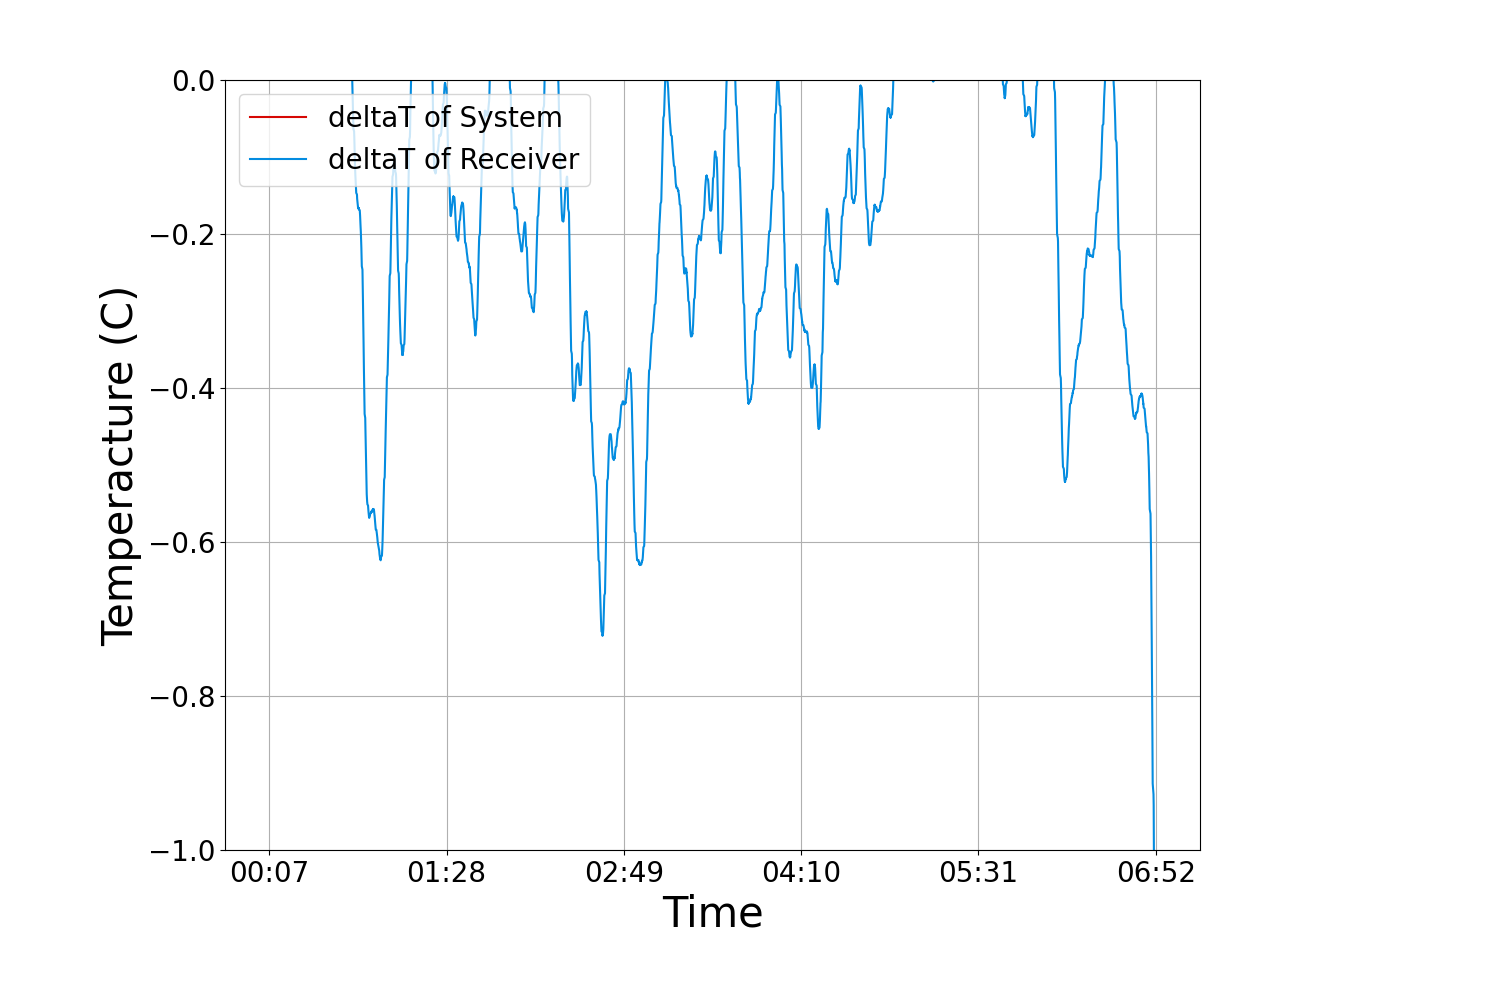 0.0
−0.2
−0.4
−0.6
−0.8
−1.0
Temperacture (C)
deltaT of System
deltaT of Receiver
00:07 01:28 02:49 04:10 05:31 06:52
Time